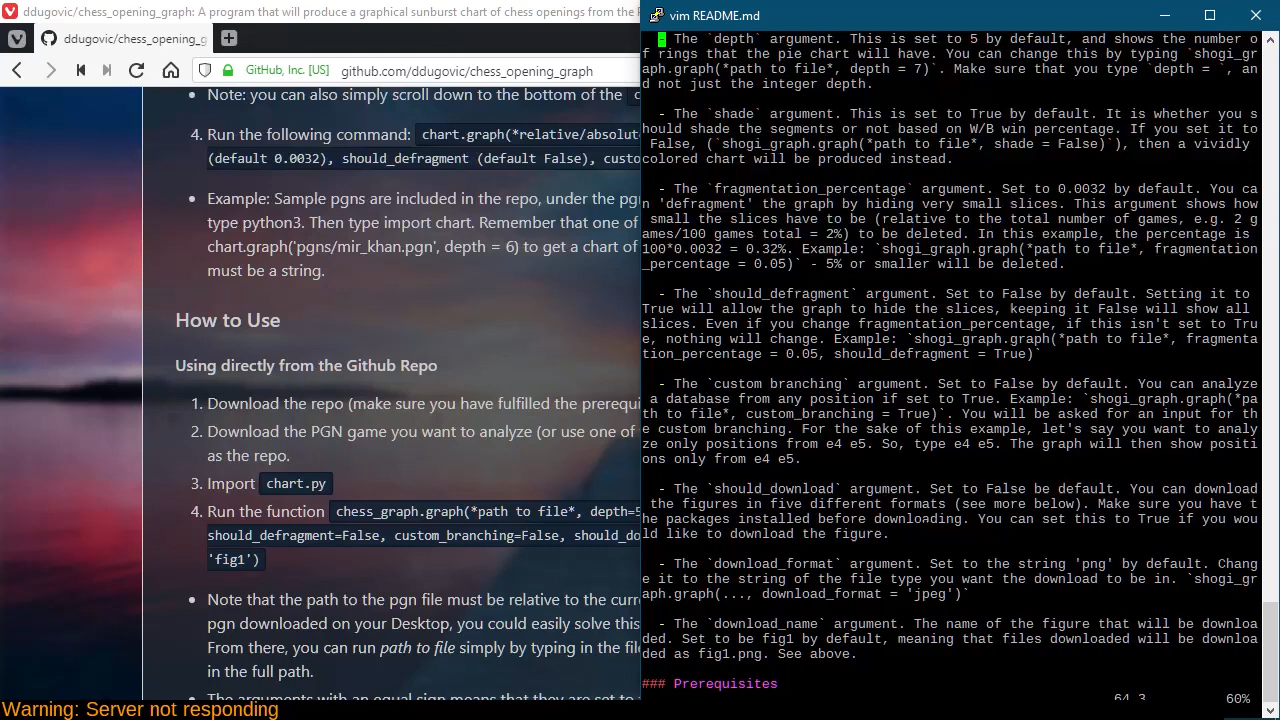 ddugovic/chess_opening_graph: A program that will produce a graphical sunburst chart of chess openings from the
ddugovic/chess_opening_g
GitHub, Inc. [US]
github.com/ddugovic/chess_opening_graph
Note: you can also simply scroll down to the bottom of the
4. Run the following command: chart.graph(*relative/absolut
(default 0.0032), should_defragment (default False), custo
Example: Sample pgns are included in the repo, under the pgn
type python3. Then type import chart. Remember that one of
chart.graph('pgns/mir_khan.pgn', depth = 6) to get a chart of
must be a string.
How to Use
Using directly from the Github Repo
1. Download the repo (make sure you have fulfilled the prerequi
2. Download the PGN game you want to analyze (or use one of
as the repo.
3. Import chart.py
4. Run the function chess_graph.graph(*path to file*, depth=5
should_defragment=False, custom_branching=False, should_do
'fig1')
Note that the path to the pgn file must be relative to the curre
pgn downloaded on your Desktop, you could easily solve this
From there, you can run path to file simply by typing in the file
in the full path.
The arguments with an equal sign means that they are set to
Warning: Server not responding
vim README.md
- The `depth` argument. This is set to 5 by default, and shows the number o
f rings that the pie chart will have. You can change this by typing `shogi_gr
aph.graph(*path to file*, depth = 7)`. Make sure that you type `depth = `, an
d not just the integer depth.
- The `shade` argument. This is set to True by default. It is whether you s
hould shade the segments or not based on W/B win percentage. If you set it to
False, (`shogi_graph.graph(*path to file*, shade = False)`), then a vividly
colored chart will be produced instead.
- The `fragmentation_percentage` argument. Set to 0.0032 by default. You ca
n 'defragment' the graph by hiding very small slices. This argument shows how
small the slices have to be (relative to the total number of games, e.g. 2 g
ames/100 games total = 2%) to be deleted. In this example, the percentage is
100*0.0032 = 0.32%. Example: `shogi_graph.graph(*path to file*, fragmentation
_percentage = 0.05)` - 5% or smaller will be deleted.
- The `should_defragment` argument. Set to False by default. Setting it to
True will allow the graph to hide the slices, keeping it False will show all
slices. Even if you change fragmentation_percentage, if this isn't set to Tru
e, nothing will change. Example: `shogi_graph.graph(*path to file*, fragmenta
tion_percentage = 0.05, should_defragment = True)`
- The `custom branching` argument. Set to False by default. You can analyze
a database from any position if set to True. Example: `shogi_graph.graph(*pa
th to file*, custom_branching = True)`. You will be asked for an input for th
e custom branching. For the sake of this example, let's say you want to analy
ze only positions from e4 e5. So, type e4 e5. The graph will then show positi
ons only from e4 e5.
- The `should_download` argument. Set to False be default. You can download
the figures in five different formats (see more below). Make sure you have t
he packages installed before downloading. You can set this to True if you wou
ld like to download the figure.
- The `download_format` argument. Set to the string 'png' by default. Chang
e it to the string of the file type you want the download to be in. `shogi_gr
aph.graph(..., download_format = 'jpeg')`
- The `download_name` argument. The name of the figure that will be downloa
ded. Set to be fig1 by default, meaning that files downloaded will be downloa
ded as fig1.png. See above.
### Prerequisites
64,3 60%